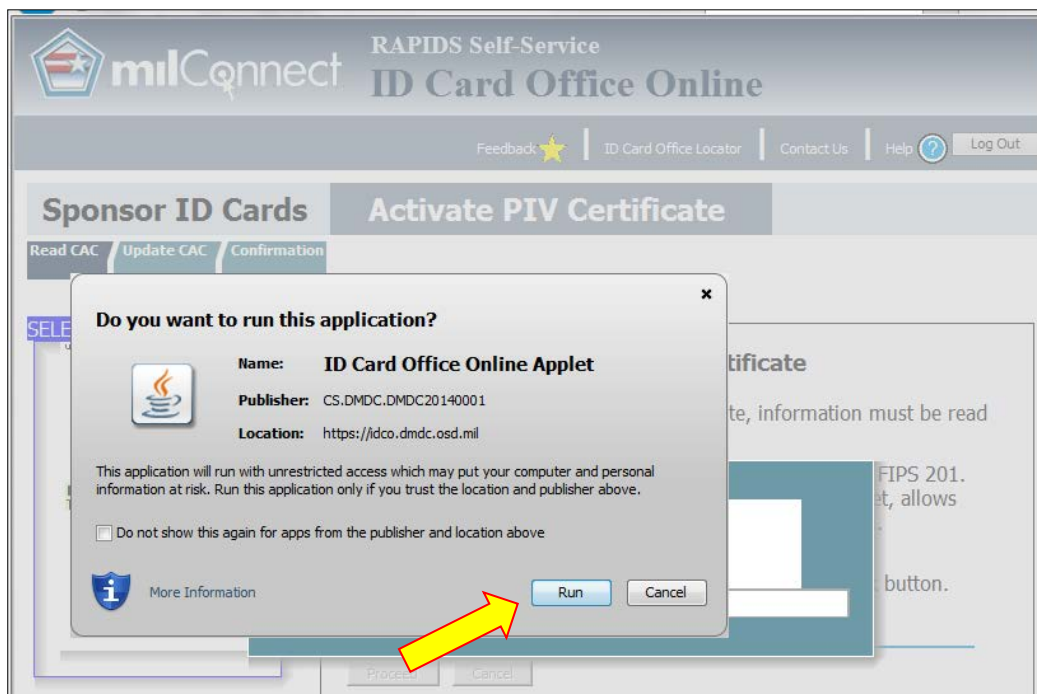 milConnect
RAPIDS Self-Service
ID Card Office Online
Feedback
ID Card Office Locator
Contact Us
Help
?
Log Out
Sponsor ID Cards
Activate PIV Certificate
Read CAC
Update CAC
Confirmation
SELE
Do you want to run this application?
Name: ID Card Office Online Applet
Publisher: CS.DMDC.DMDC20140001
Location: https://idco.dmdc.osd.mil
This application will run with unrestricted access which may put your computer and personal
information at risk. Run this application only if you trust the location and publisher above.
Do not show this again for apps from the publisher and location above
More Information
Run
Cancel
tificate
te, information must be read
FIPS 201.
et, allows
button.
Proceed
Cancel